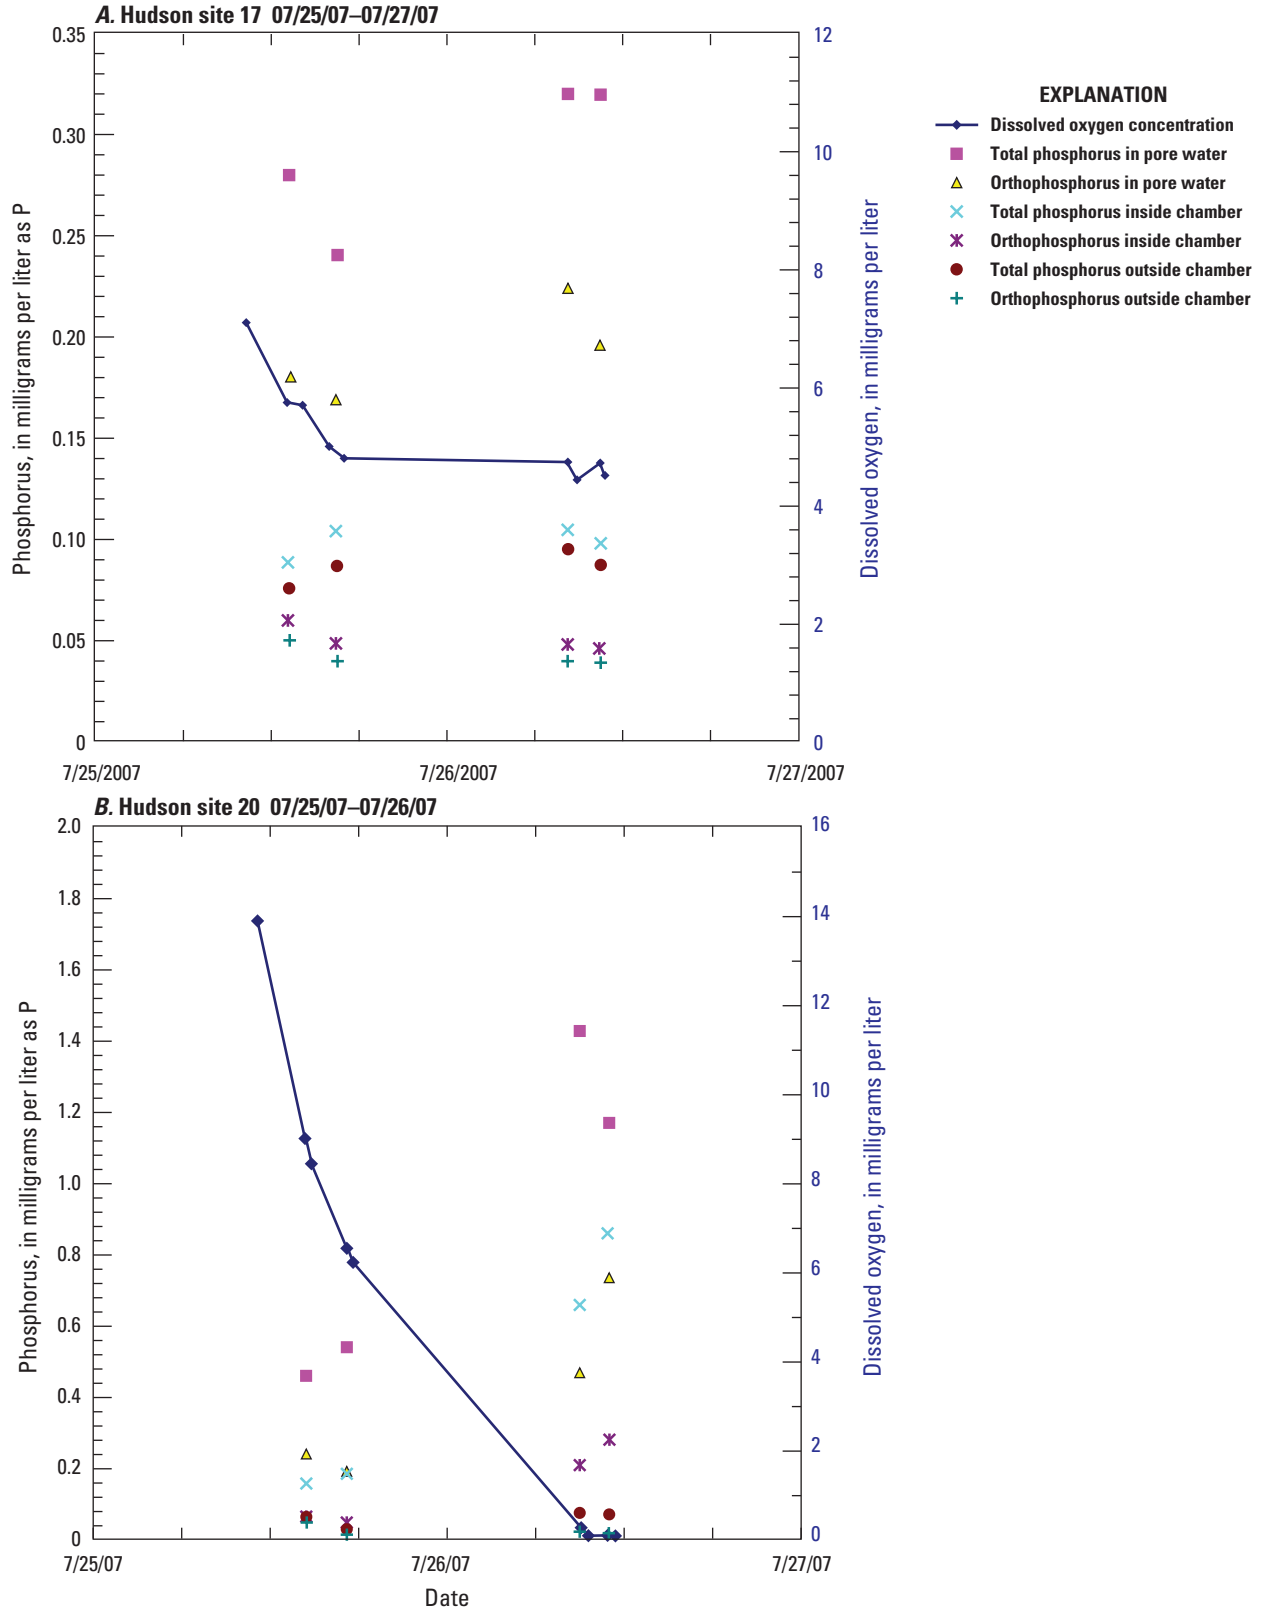 A. Hudson site 17 07/25/07–07/27/07
0.35
0.30
0.25
0.20
0.15
0.10
0.05
0
Phosphorus, in milligrams per liter as P
12
10
8
6
4
2
0
Dissolved oxygen, in milligrams per liter
7/25/2007
7/26/2007
7/27/2007
EXPLANATION
Dissolved oxygen concentration
Total phosphorus in pore water
Orthophosphorus in pore water
Total phosphorus inside chamber
Orthophosphorus inside chamber
Total phosphorus outside chamber
Orthophosphorus outside chamber
B. Hudson site 20 07/25/07–07/26/07
2.0
1.8
1.6
1.4
1.2
1.0
0.8
0.6
0.4
0.2
0
Phosphorus, in milligrams per liter as P
16
14
12
10
8
6
4
2
0
Dissolved oxygen, in milligrams per liter
7/25/07
7/26/07
7/27/07
Date